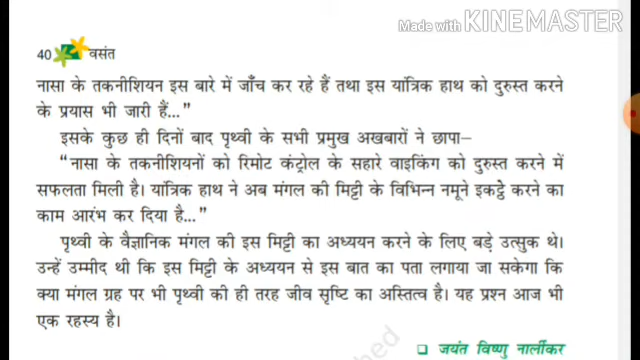 Made with KINEMASTER
40 वसंत
नासा के तकनीशियन इस बारे में जाँच कर रहे हैं तथा इस यांत्रिक हाथ को दुरुस्त करने
के प्रयास भी जारी हैं..."
इसके कुछ ही दिनों बाद पृथ्वी के सभी प्रमुख अखबारों ने छापा–
"नासा के तकनीशियनों को रिमोट कंट्रोल के सहारे वाइकिंग को दुरुस्त करने में
सफलता मिली है। यांत्रिक हाथ ने अब मंगल की मिट्टी के विभिन्न नमूने इकट्ठे करने का
काम आरंभ कर दिया है..."
पृथ्वी के वैज्ञानिक मंगल की इस मिट्टी का अध्ययन करने के लिए बड़े उत्सुक थे।
उन्हें उम्मीद थी कि इस मिट्टी के अध्ययन से इस बात का पता लगाया जा सकेगा कि
क्या मंगल ग्रह पर भी पृथ्वी की ही तरह जीव सृष्टि का अस्तित्व है। यह प्रश्न आज भी
एक रहस्य है।
जयंत विष्णु नार्लीकर